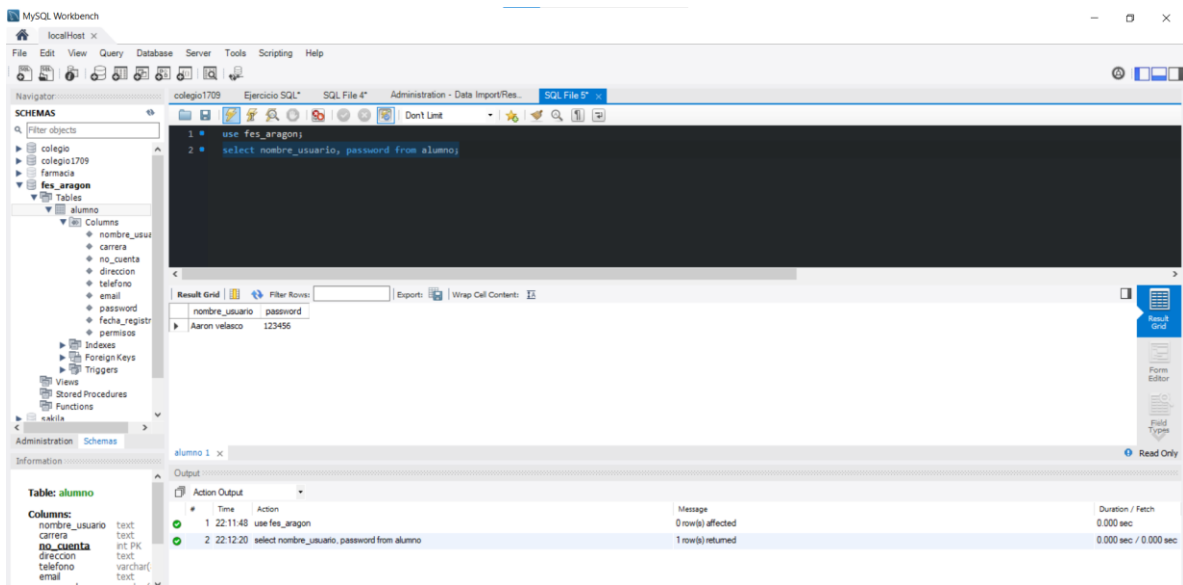 MySQL Workbench
localHost
File Edit View Query Database Server Tools Scripting Help
Navigator
SCHEMAS
Filter objects
colegio
colegio1709
farmacia
fes_aragon
Tables
alumno
Columns
nombre_usua
carrera
no_cuenta
direccion
telefono
email
password
fecha_registr
permisos
Indexes
Foreign Keys
Triggers
Views
Stored Procedures
Functions
sakila
Administration Schemas
Information
Table: alumno
Columns:
nombre_usuario text
carrera text
no_cuenta int PK
direccion text
telefono varchar(
email text
colegio1709 Ejercicio SQL* SQL File 4* Administration - Data Import/Res... SQL File 5*
Don't Limit
1 use fes_aragon;
2 select nombre_usuario, password from alumno;
Result Grid Filter Rows: Export: Wrap Cell Content:
nombre_usuario password
Aaron velasco 123456
Result Grid
Form Editor
Field Types
alumno 1 Read Only
Output
Action Output
# Time Action Message Duration / Fetch
1 22:11:48 use fes_aragon 0 row(s) affected 0.000 sec
2 22:12:20 select nombre_usuario, password from alumno 1 row(s) returned 0.000 sec / 0.000 sec